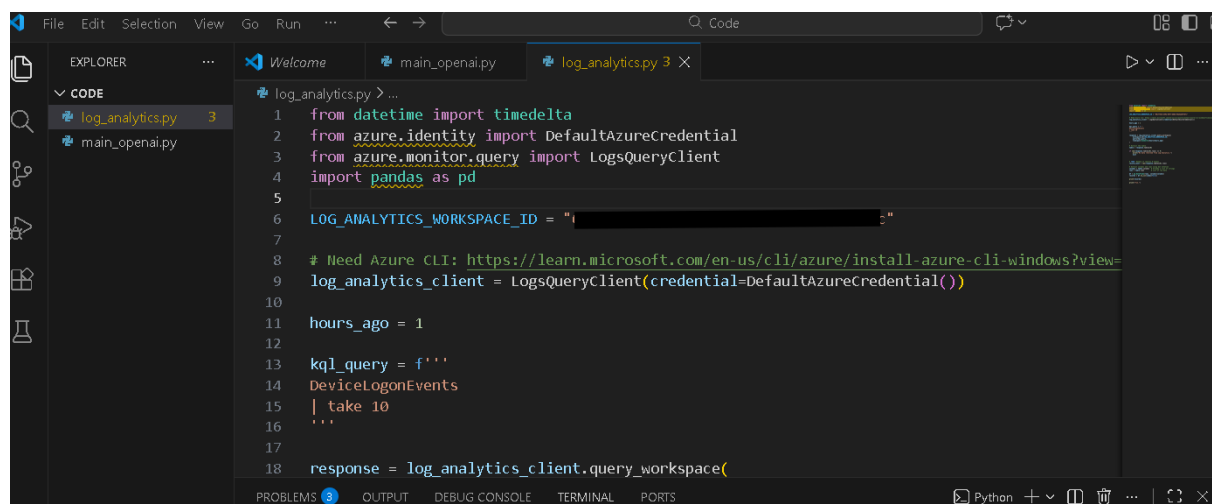 File Edit Selection View Go Run ... Code
EXPLORER ...
Welcome
main_openai.py
log_analytics.py 3
CODE
log_analytics.py 3
main_openai.py
log_analytics.py > ...
1 from datetime import timedelta
2 from azure.identity import DefaultAzureCredential
3 from azure.monitor.query import LogsQueryClient
4 import pandas as pd
5
6 LOG_ANALYTICS_WORKSPACE_ID = " "
7
8 # Need Azure CLI: https://learn.microsoft.com/en-us/cli/azure/install-azure-cli-windows?view=
9 log_analytics_client = LogsQueryClient(credential=DefaultAzureCredential())
10
11 hours_ago = 1
12
13 kql_query = f'''
14 DeviceLogonEvents
15 | take 10
16 '''
17
18 response = log_analytics_client.query_workspace(
PROBLEMS 3 OUTPUT DEBUG CONSOLE TERMINAL PORTS Python